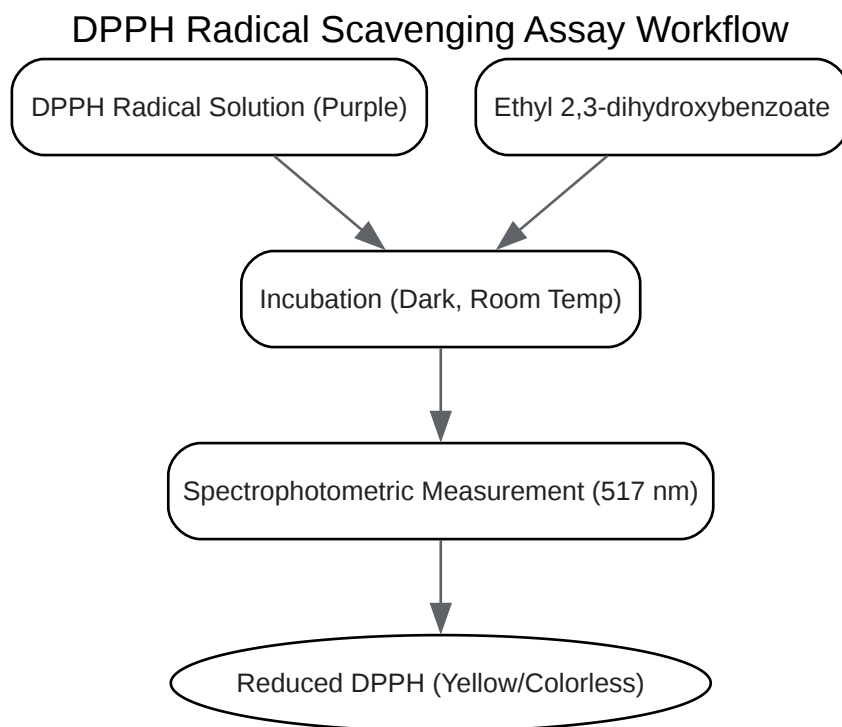 DPPH Radical Scavenging Assay Workflow
DPPH Radical Solution (Purple)
Ethyl 2,3-dihydroxybenzoate
Incubation (Dark, Room Temp)
Spectrophotometric Measurement (517 nm)
Reduced DPPH (Yellow/Colorless)